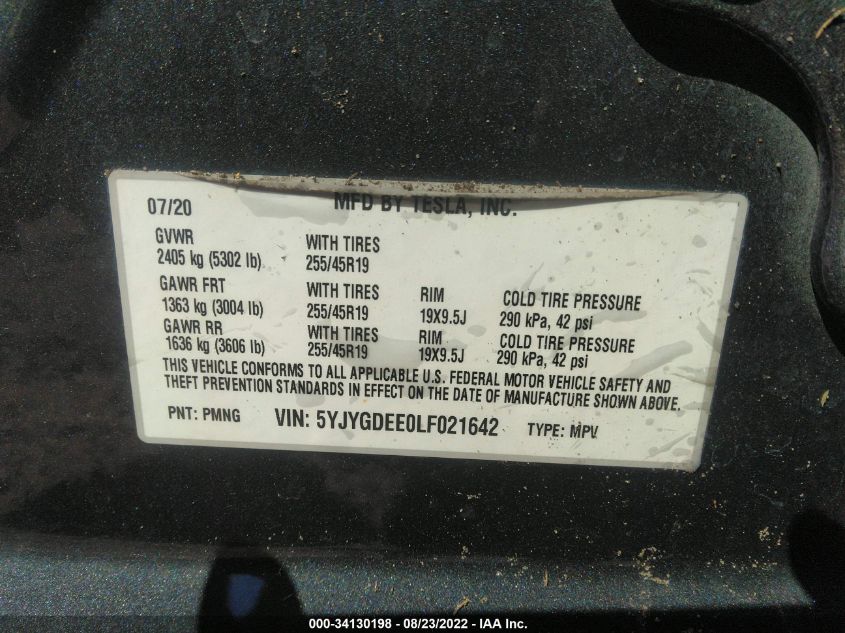 07/20 MFD BY TESLA, INC.
GVWR WITH TIRES
2405 kg (5302 lb) 255/45R19
GAWR FRT WITH TIRES RIM COLD TIRE PRESSURE
1363 kg (3004 lb) 255/45R19 19X9.5J 290 kPa, 42 psi
GAWR RR WITH TIRES RIM COLD TIRE PRESSURE
1636 kg (3606 lb) 255/45R19 19X9.5J 290 kPa, 42 psi
THIS VEHICLE CONFORMS TO ALL APPLICABLE U.S. FEDERAL MOTOR VEHICLE SAFETY AND
THEFT PREVENTION STANDARDS IN EFFECT ON THE DATE OF MANUFACTURE SHOWN ABOVE.
PNT: PMNG VIN: 5YJYGDEE0LF021642 TYPE: MPV
000-34130198 - 08/23/2022 - IAA Inc.